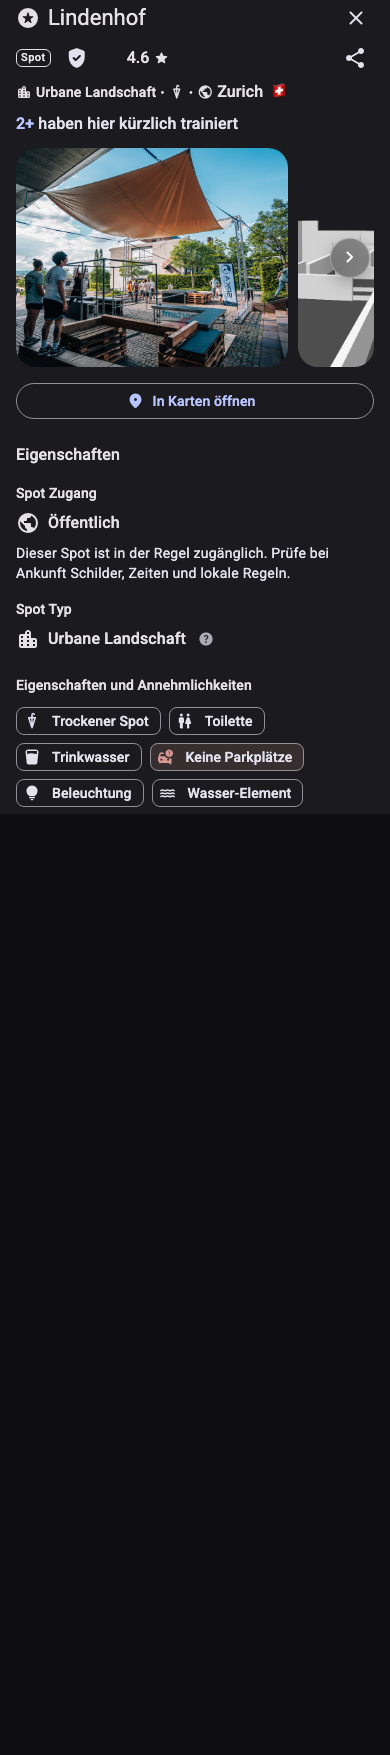 Lindenhof
Spot
4.6
Urbane Landschaft · · Zurich
2+ haben hier kürzlich trainiert
In Karten öffnen
Eigenschaften
Spot Zugang
Öffentlich
Dieser Spot ist in der Regel zugänglich. Prüfe bei
Ankunft Schilder, Zeiten und lokale Regeln.
Spot Typ
Urbane Landschaft
Eigenschaften und Annehmlichkeiten
Trockener Spot
Toilette
Trinkwasser
Keine Parkplätze
Beleuchtung
Wasser-Element